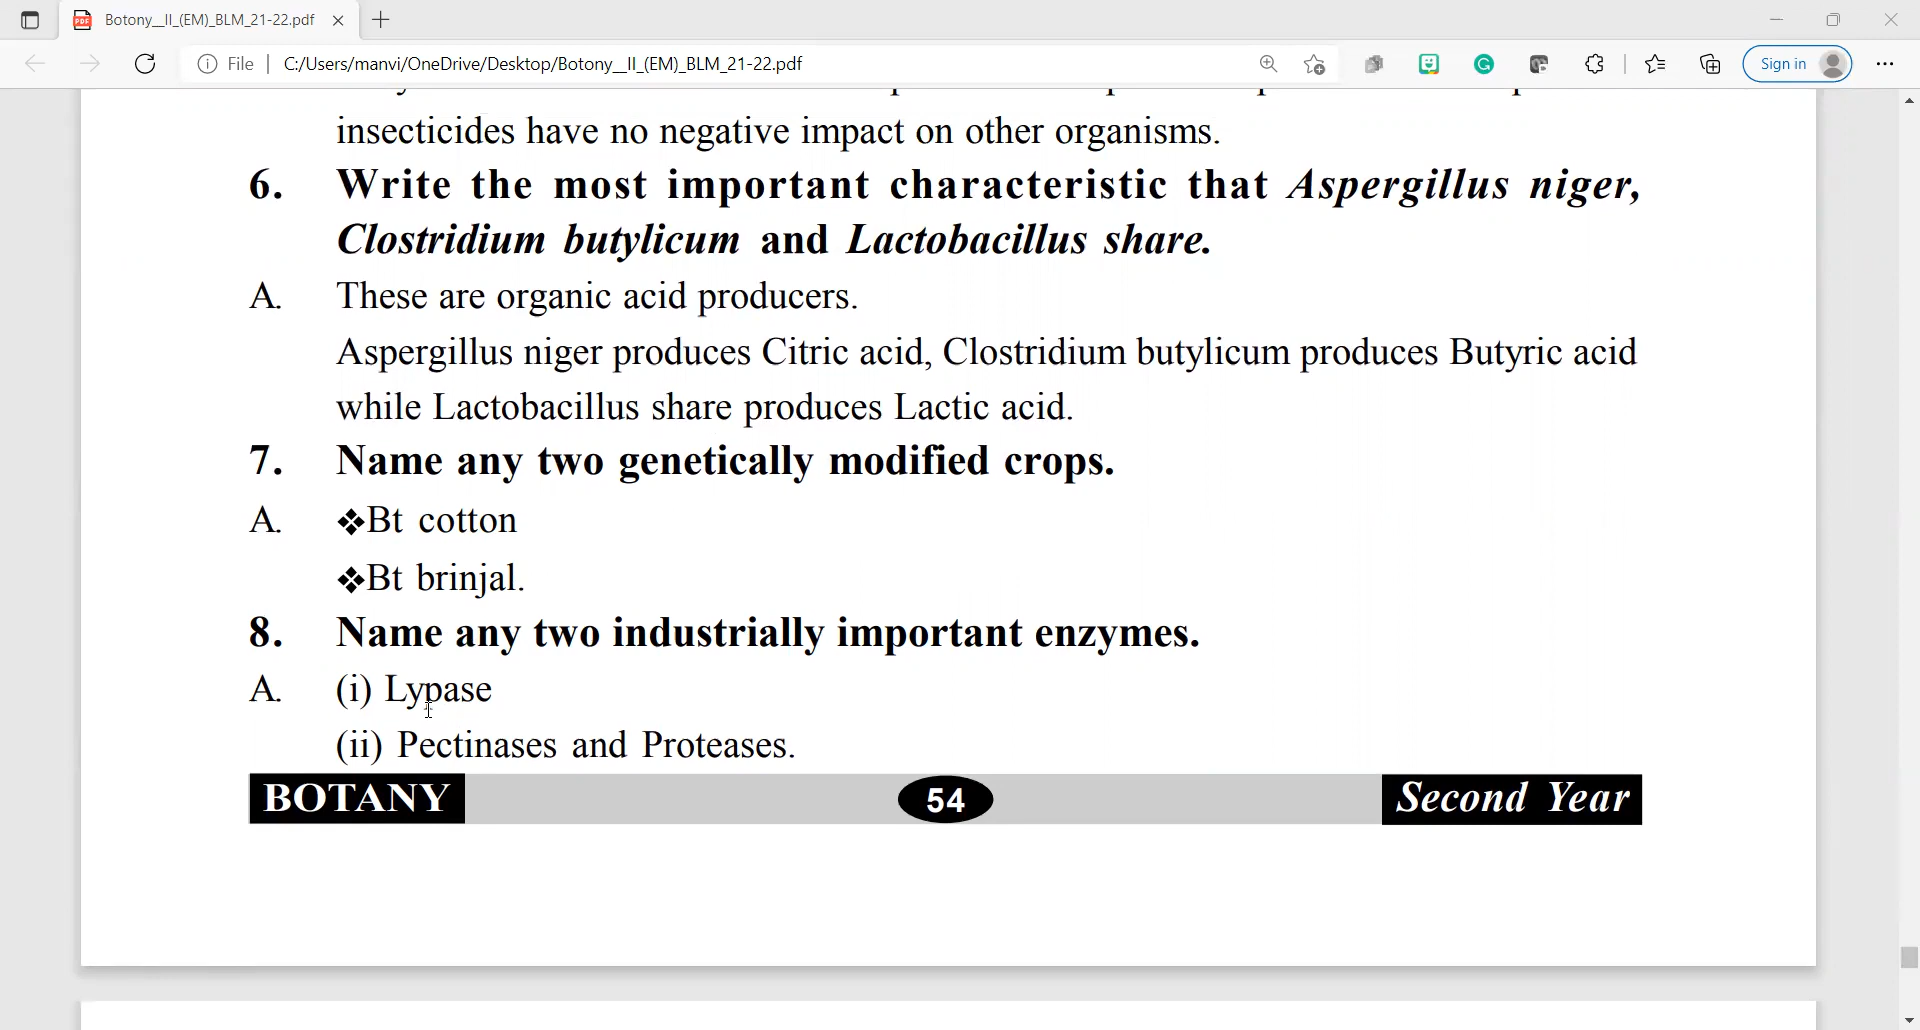 Botony__II_(EM)_BLM_21-22.pdf
File C:/Users/manvi/OneDrive/Desktop/Botony__II_(EM)_BLM_21-22.pdf Sign in
insecticides have no negative impact on other organisms.
6. Write the most important characteristic that Aspergillus niger,
Clostridium butylicum and Lactobacillus share.
A. These are organic acid producers.
Aspergillus niger produces Citric acid, Clostridium butylicum produces Butyric acid
while Lactobacillus share produces Lactic acid.
7. Name any two genetically modified crops.
A. ❖Bt cotton
❖Bt brinjal.
8. Name any two industrially important enzymes.
A. (i) Lypase
(ii) Pectinases and Proteases.
BOTANY 54 Second Year